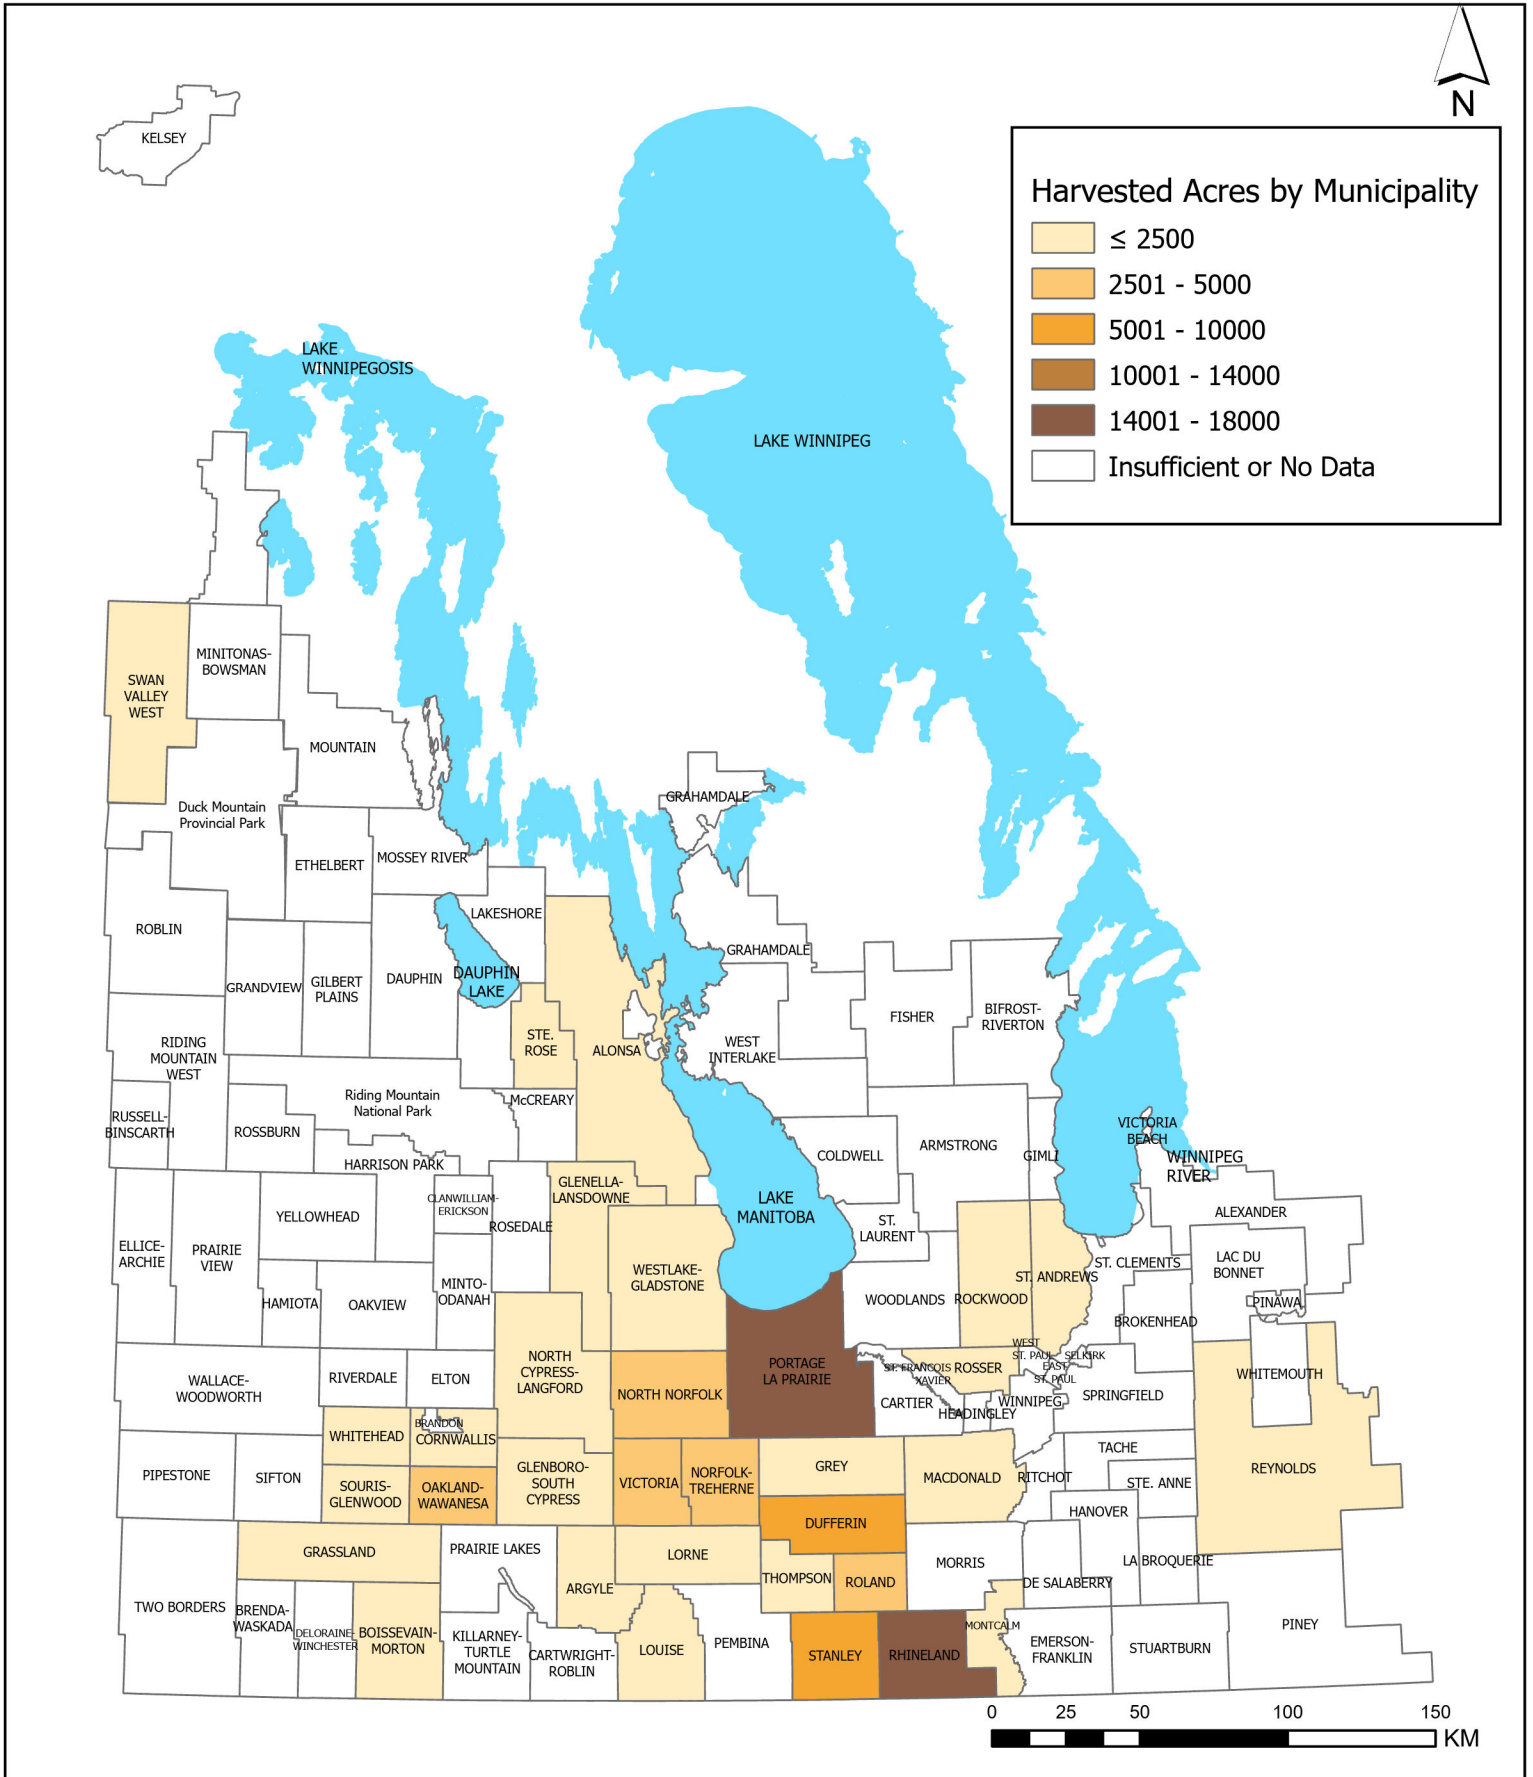 N
Harvested Acres by Municipality
≤ 2500
2501 - 5000
5001 - 10000
10001 - 14000
14001 - 18000
Insufficient or No Data
KELSEY
LAKE
WINNIPEGOSIS
LAKE WINNIPEG
SWAN
VALLEY
WEST
MINITONAS-
BOWSMAN
MOUNTAIN
Duck Mountain
Provincial Park
GRAHAMDALE
ETHELBERT
MOSSEY RIVER
ROBLIN
LAKESHORE
GRANDVIEW
GILBERT
PLAINS
DAUPHIN
DAUPHIN
LAKE
GRAHAMDALE
FISHER
BIFROST-
RIVERTON
RIDING
MOUNTAIN
WEST
STE.
ROSE
ALONSA
WEST
INTERLAKE
RUSSELL-
BINSCARTH
ROSSBURN
Riding Mountain
National Park
McCREARY
HARRISON PARK
COLDWELL
ARMSTRONG
GIMLI
VICTORIA
BEACH
WINNIPEG
RIVER
CLANWILLIAM-
ERICKSON
ROSEDALE
GLENELLA-
LANSDOWNE
LAKE
MANITOBA
ST.
LAURENT
ALEXANDER
ELLICE-
ARCHIE
PRAIRIE
VIEW
YELLOWHEAD
HAMIOTA
OAKVIEW
MINTO-
ODANAH
WESTLAKE-
GLADSTONE
WOODLANDS
ROCKWOOD
ST. ANDREWS
ST. CLEMENTS
LAC DU
BONNET
PINAWA
BROKENHEAD
WALLACE-
WOODWORTH
RIVERDALE
ELTON
NORTH
CYPRESS-
LANGFORD
NORTH NORFOLK
PORTAGE
LA PRAIRIE
ST. FRANCOIS
XAVIER
ROSSER
WEST
ST. PAUL
SELKIRK
EAST
ST. PAUL
CARTIER
HEADINGLEY
WINNIPEG
SPRINGFIELD
WHITEMOUTH
WHITEHEAD
BRANDON
CORNWALLIS
PIPESTONE
SIFTON
SOURIS-
GLENWOOD
OAKLAND-
WAWANESA
GLENBORO-
SOUTH
CYPRESS
VICTORIA
NORFOLK-
TREHERNE
GREY
MACDONALD
RITCHOT
TACHE
STE. ANNE
REYNOLDS
HANOVER
DUFFERIN
GRASSLAND
PRAIRIE LAKES
ARGYLE
LORNE
THOMPSON
ROLAND
MORRIS
DE SALABERRY
LA BROQUERIE
TWO BORDERS
BRENDA-
WASKADA
DELORAINE-
WINCHESTER
BOISSEVAIN-
MORTON
KILLARNEY-
TURTLE
MOUNTAIN
CARTWRIGHT-
ROBLIN
LOUISE
PEMBINA
STANLEY
RHINELAND
MONTCALM
EMERSON-
FRANKLIN
STUARTBURN
PINEY
0 25 50 100 150
KM